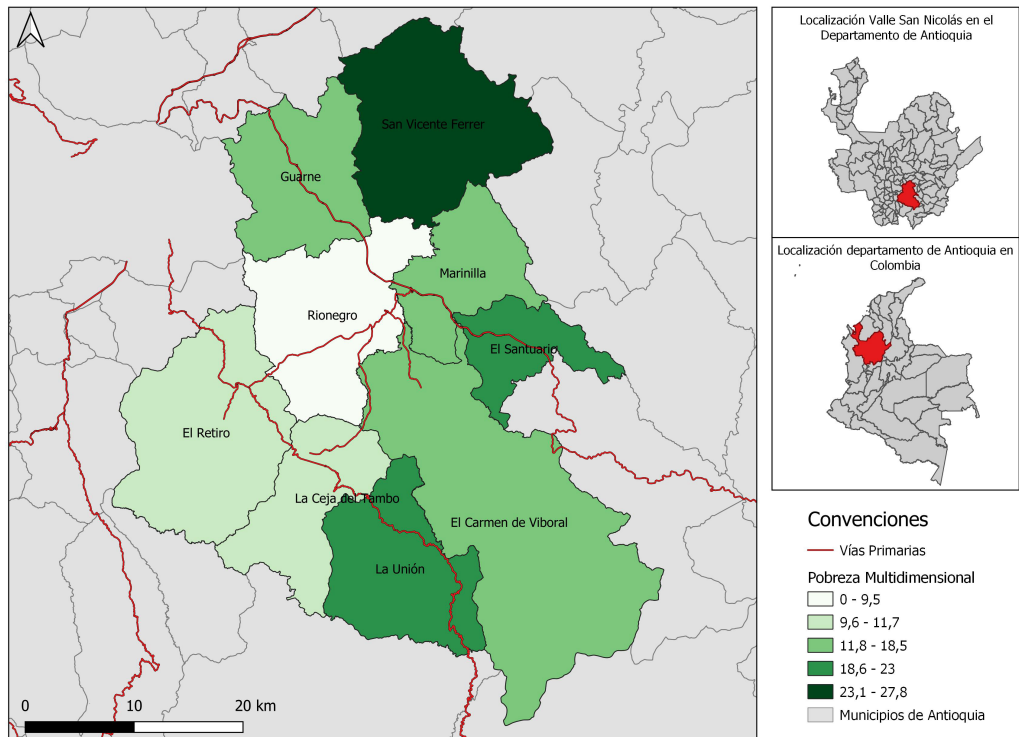 San Vicente Ferrer
Guarne
Marinilla
Rionegro
El Santuario
El Retiro
La Ceja del Tambo
El Carmen de Viboral
La Unión
0
10
20 km
Localización Valle San Nicolás en el
Departamento de Antioquia
Localización departamento de Antioquia en
Colombia
Convenciones
Vías Primarias
Pobreza Multidimensional
0 - 9,5
9,6 - 11,7
11,8 - 18,5
18,6 - 23
23,1 - 27,8
Municipios de Antioquia